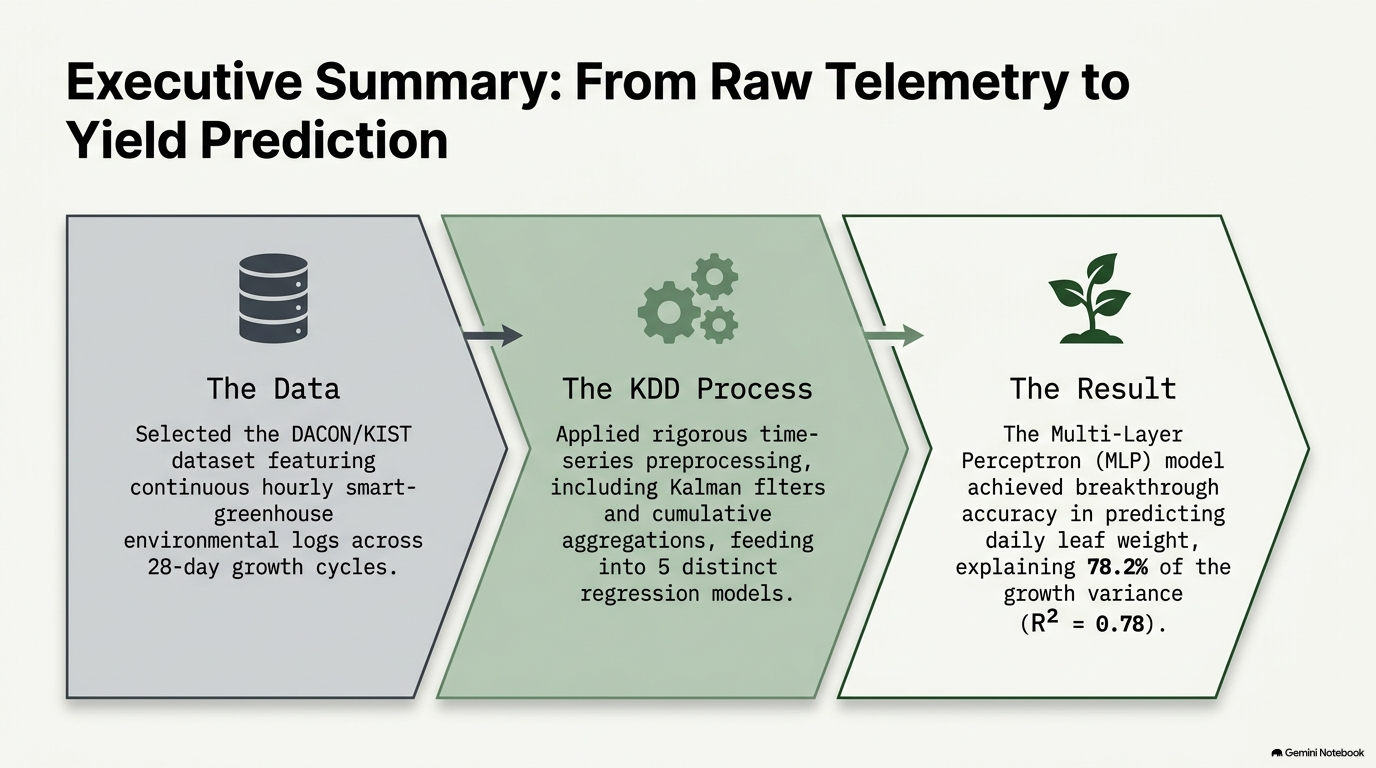 Executive Summary: From Raw Telemetry to
Yield Prediction
The Data
Selected the DACON/KIST
dataset featuring
continuous hourly smart-
greenhouse
environmental logs across
28-day growth cycles.
The KDD Process
Applied rigorous time-
series preprocessing,
including Kalman flters
and cumulative
aggregations, feeding
into 5 distinct
regression models.
The Result
The Multi-Layer
Perceptron (MLP) model
achieved breakthrough
accuracy in predicting
daily leaf weight,
explaining 78.2% of the
growth variance
(R² = 0.78).
Gemini Notebook